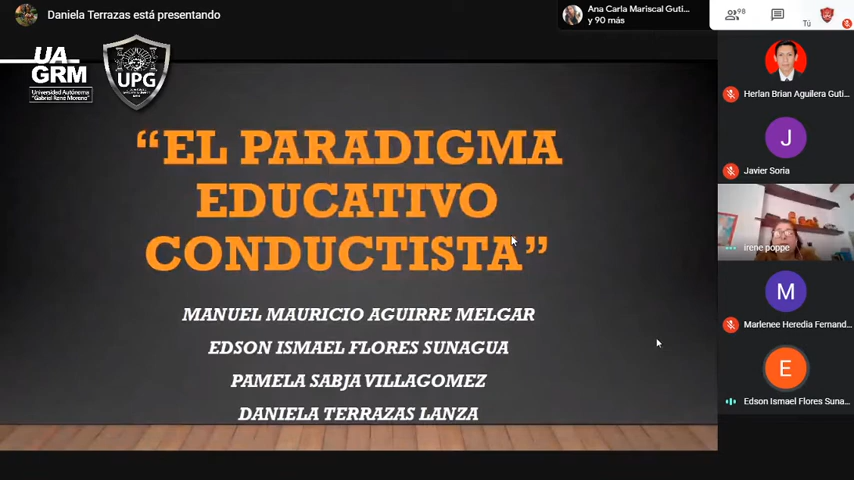 Daniela Terrazas está presentando
Ana Carla Mariscal Guti...
y 90 más
98
Tú
UA
GRM
Universidad Autónoma
"Gabriel René Moreno"
UPG
“EL PARADIGMA
EDUCATIVO
CONDUCTISTA”
MANUEL MAURICIO AGUIRRE MELGAR
EDSON ISMAEL FLORES SUNAGUA
PAMELA SABJA VILLAGOMEZ
DANIELA TERRAZAS LANZA
Herlan Brian Aguilera Guti...
J
Javier Soria
irene poppe
M
Marlenee Heredia Fernand...
E
Edson Ismael Flores Suna...